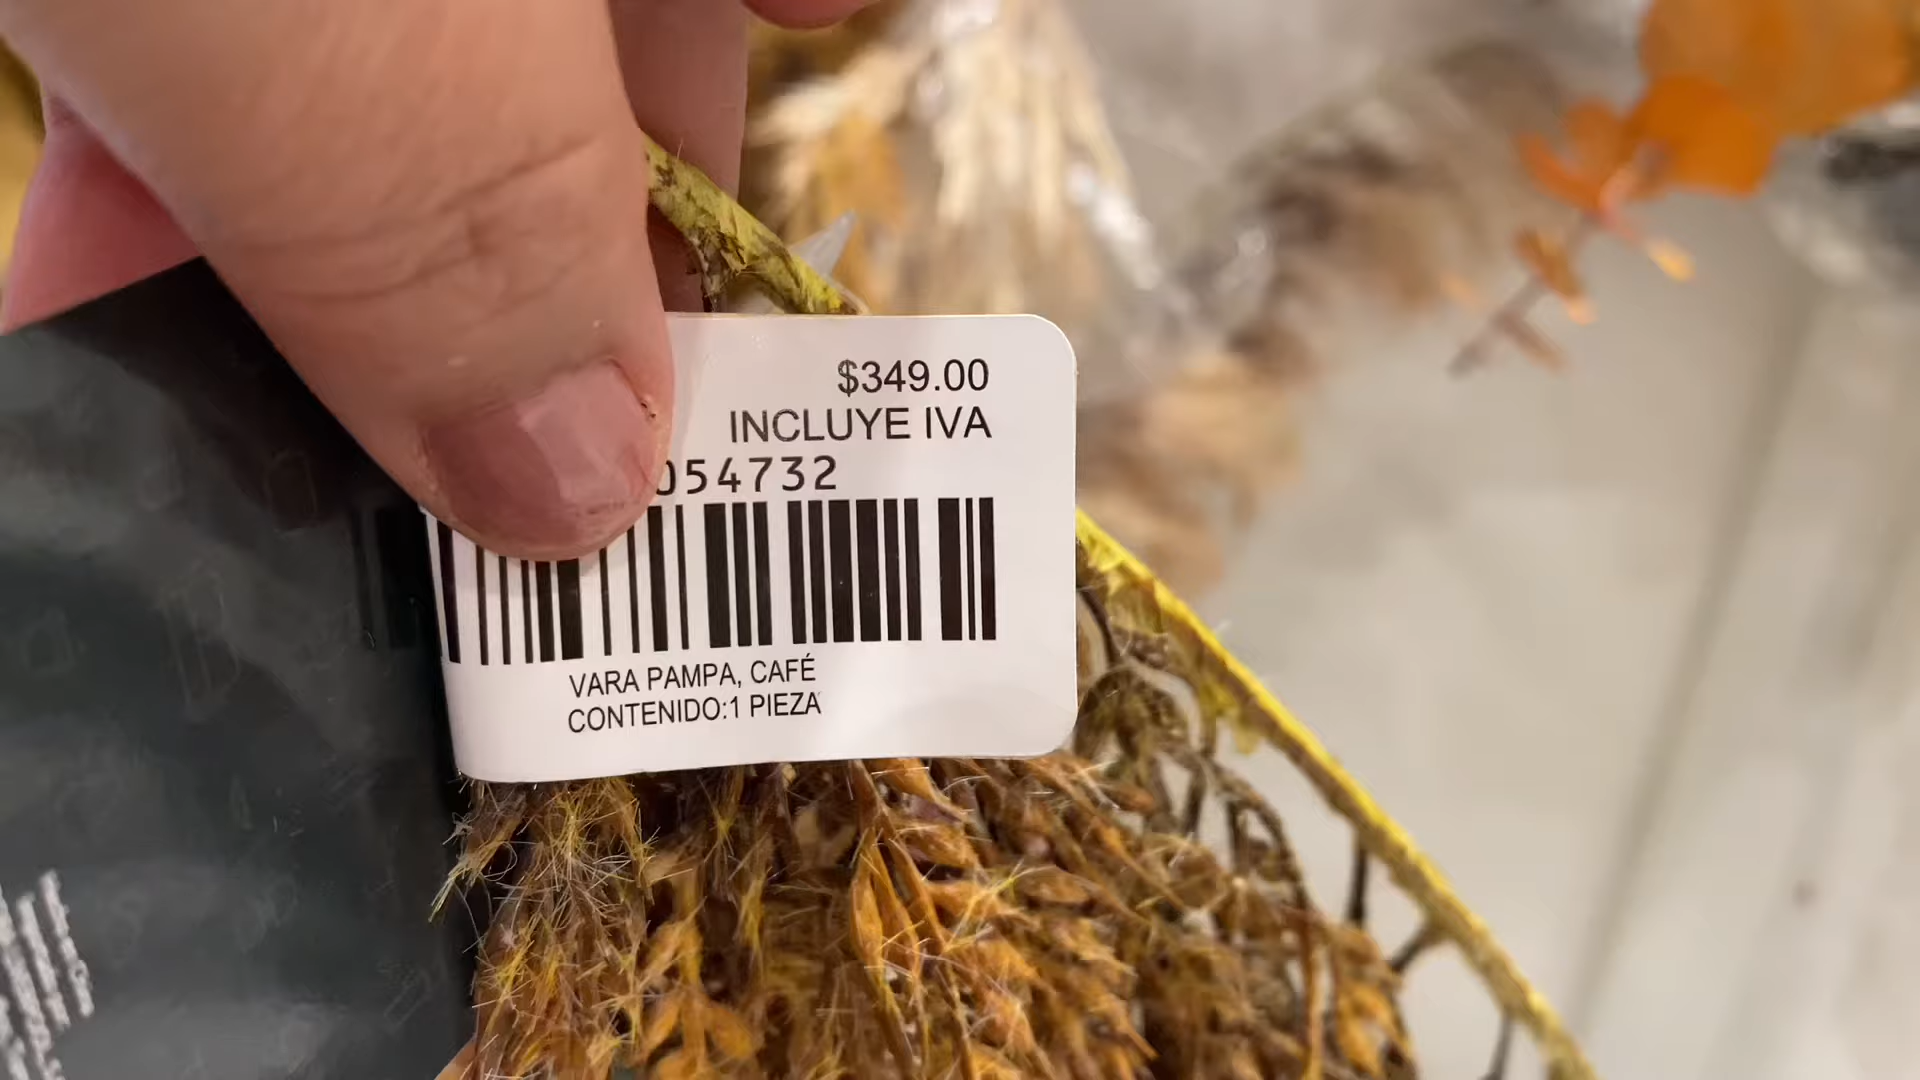 $349.00
INCLUYE IVA
054732
VARA PAMPA, CAFÉ
CONTENIDO:1 PIEZA